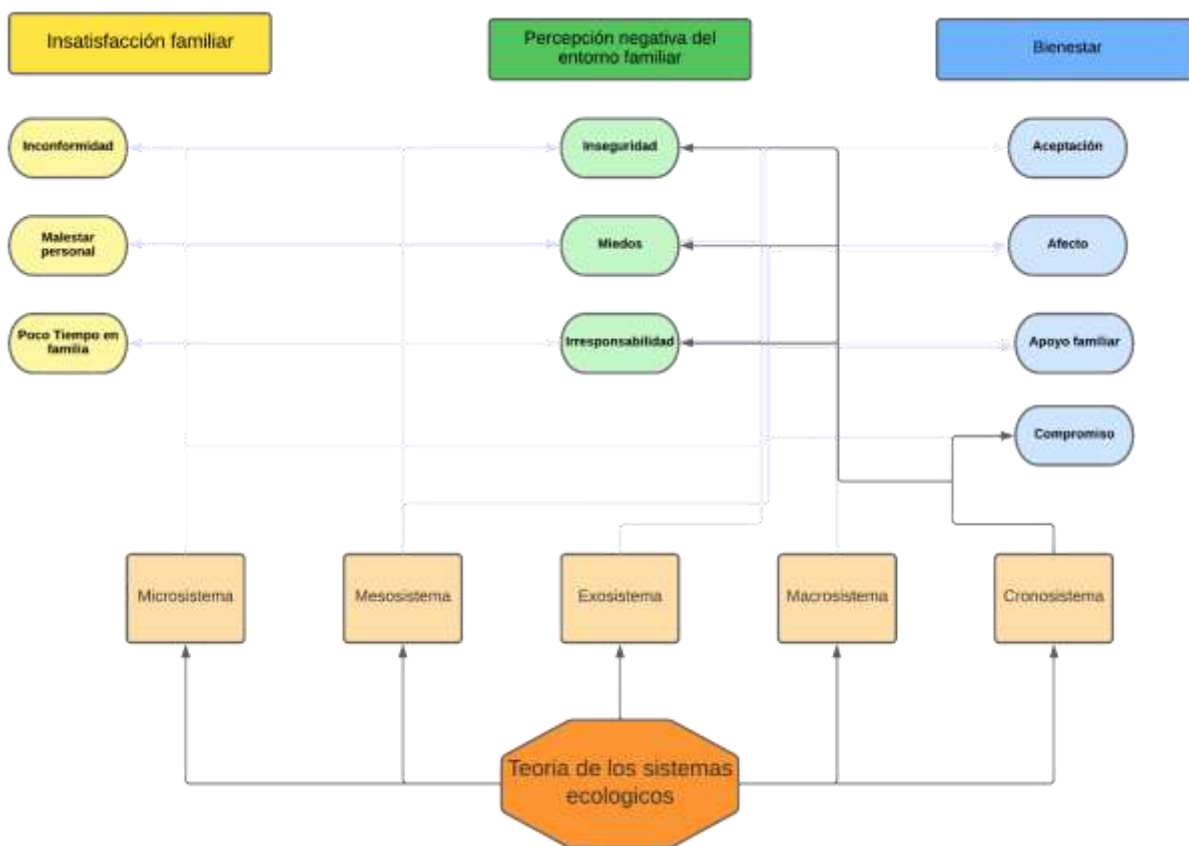 Insatisfacción familiar
Percepción negativa del
entorno familiar
Bienestar
Inconformidad
Inseguridad
Aceptación
Malestar
personal
Miedos
Afecto
Poco Tiempo en
familia
Irresponsabilidad
Apoyo familiar
Compromiso
Microsistema
Mesosistema
Exosistema
Macrosistema
Cronosistema
Teoria de los sistemas
ecologicos